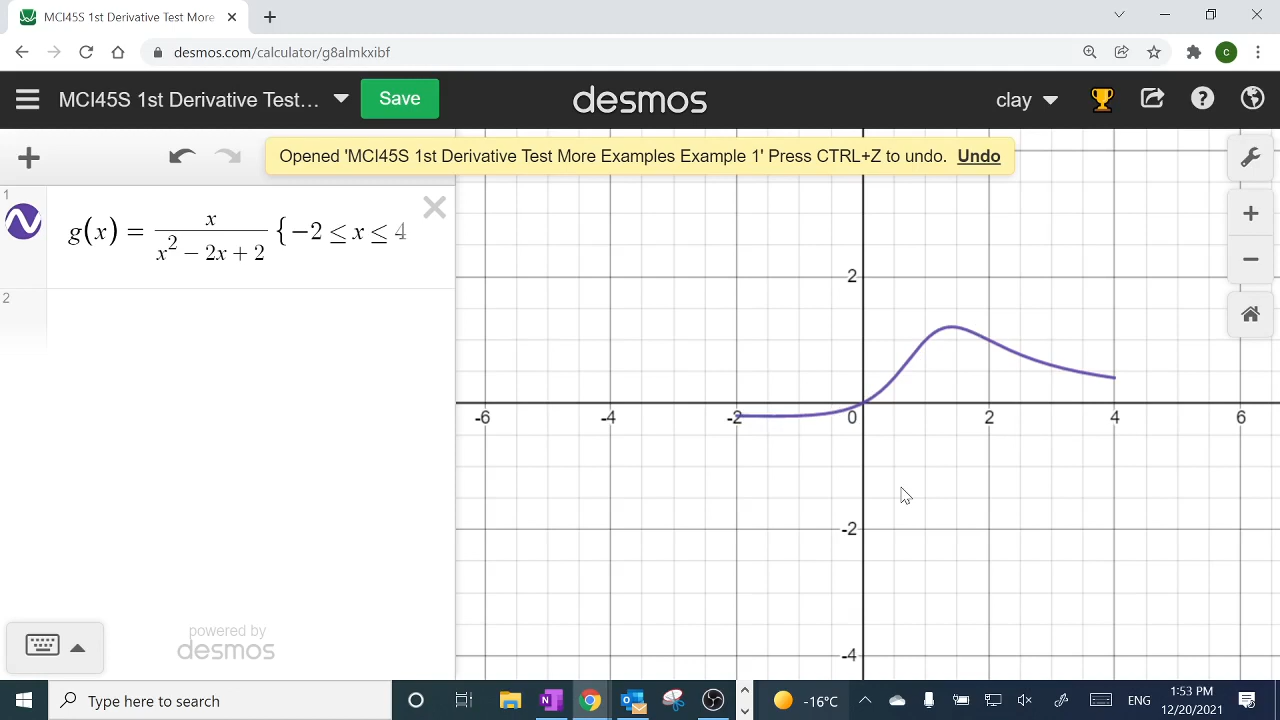 MCI45S 1st Derivative Test More
desmos.com/calculator/g8almkxibf
c
MCI45S 1st Derivative Test...
Save
desmos
clay
?
Opened 'MCI45S 1st Derivative Test More Examples Example 1' Press CTRL+Z to undo. Undo
1
g(x) = x / (x² − 2x + 2) {−2 ≤ x ≤ 4
2
2
-6 -4 -2 0 2 4 6
-2
-4
powered by
desmos
Type here to search
-16°C
ENG
1:53 PM
12/20/2021